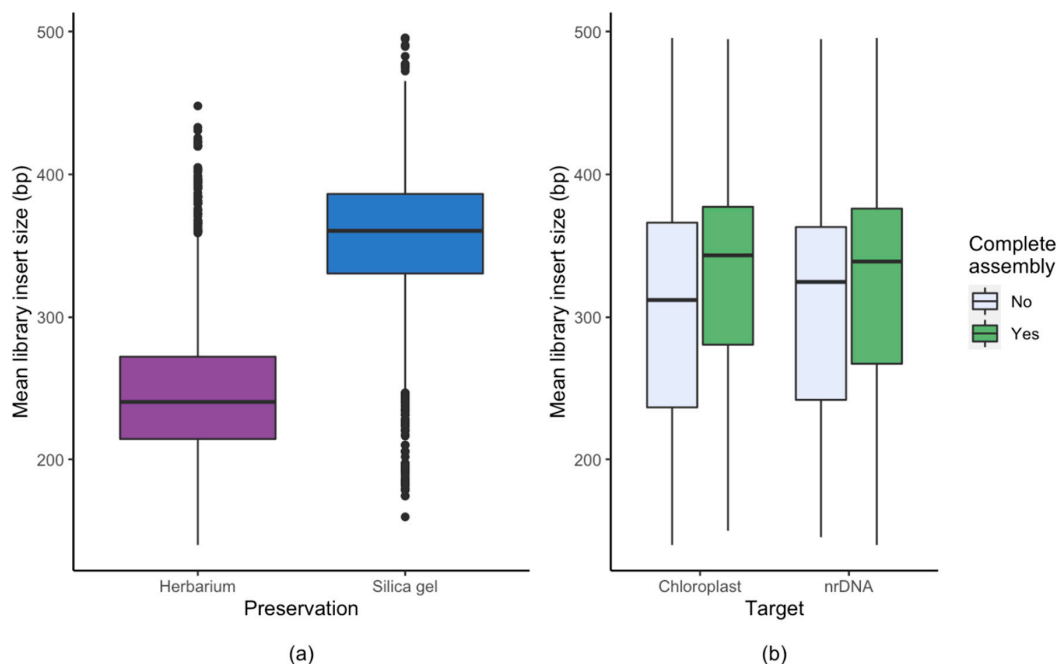 500
400
300
200
Mean library insert size (bp)
Herbarium
Silica gel
Preservation
(a)
500
400
300
200
Mean library insert size (bp)
Chloroplast
nrDNA
Target
(b)
Complete
assembly
No
Yes